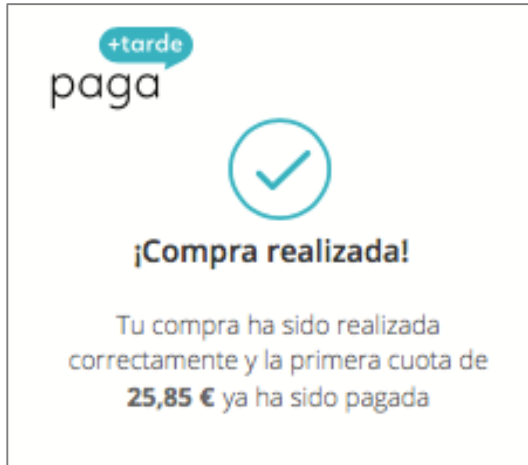 +tarde
paga
¡Compra realizada!
Tu compra ha sido realizada
correctamente y la primera cuota de
25,85 € ya ha sido pagada